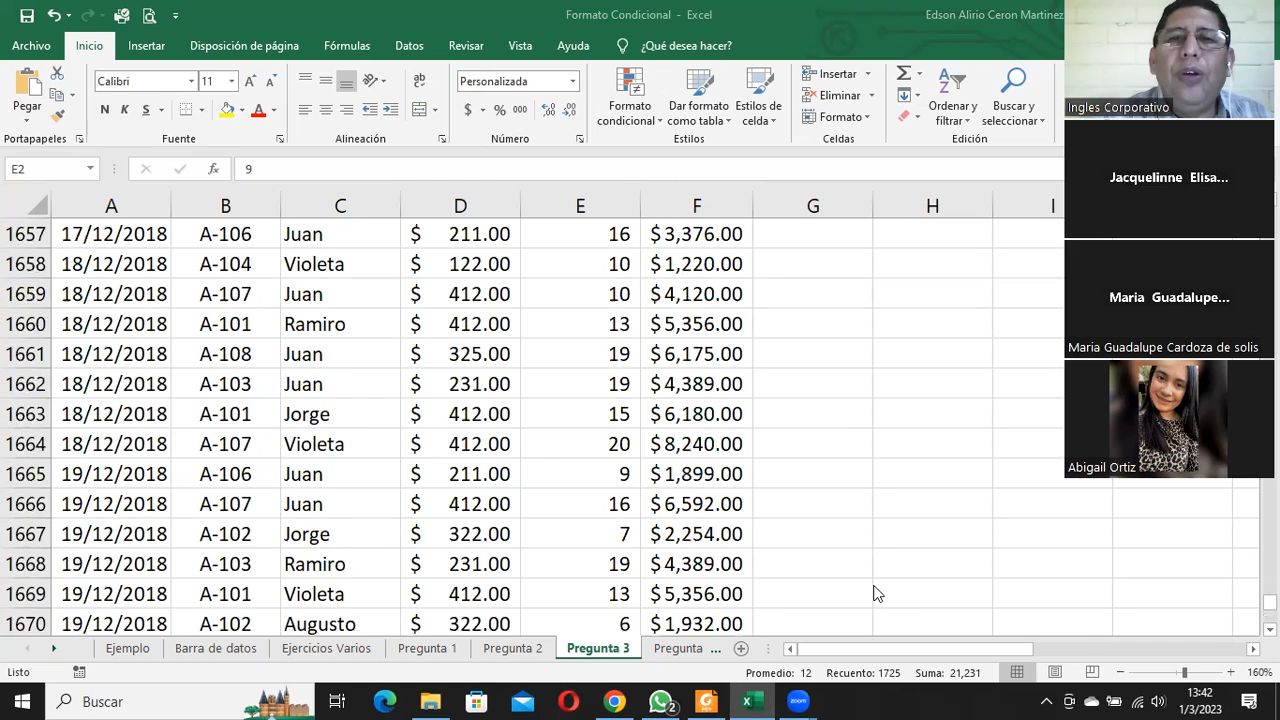 Formato Condicional - Excel
Edson Alirio Ceron Martinez
Archivo Inicio Insertar Disposición de página Fórmulas Datos Revisar Vista Ayuda ¿Qué desea hacer?
Pegar
Calibri 11
N K S
ab
Personalizada
$ % 000
Formato condicional
Dar formato como tabla
Estilos de celda
Insertar
Eliminar
Formato
Ordenar y filtrar
Buscar y seleccionar
Portapapeles Fuente Alineación Número Estilos Celdas Edición
E2 fx 9
A B C D E F G H I
1657 17/12/2018 A-106 Juan $ 211.00 16 $ 3,376.00
1658 18/12/2018 A-104 Violeta $ 122.00 10 $ 1,220.00
1659 18/12/2018 A-107 Juan $ 412.00 10 $ 4,120.00
1660 18/12/2018 A-101 Ramiro $ 412.00 13 $ 5,356.00
1661 18/12/2018 A-108 Juan $ 325.00 19 $ 6,175.00
1662 18/12/2018 A-103 Juan $ 231.00 19 $ 4,389.00
1663 18/12/2018 A-101 Jorge $ 412.00 15 $ 6,180.00
1664 18/12/2018 A-107 Violeta $ 412.00 20 $ 8,240.00
1665 19/12/2018 A-106 Juan $ 211.00 9 $ 1,899.00
1666 19/12/2018 A-107 Juan $ 412.00 16 $ 6,592.00
1667 19/12/2018 A-102 Jorge $ 322.00 7 $ 2,254.00
1668 19/12/2018 A-103 Ramiro $ 231.00 19 $ 4,389.00
1669 19/12/2018 A-101 Violeta $ 412.00 13 $ 5,356.00
1670 19/12/2018 A-102 Augusto $ 322.00 6 $ 1,932.00
Ingles Corporativo
Jacquelinne Elisa...
Maria Guadalupe...
Maria Guadalupe Cardoza de solis
Abigail Ortiz
Ejemplo Barra de datos Ejercicios Varios Pregunta 1 Pregunta 2 Pregunta 3 Pregunta ...
Listo Promedio: 12 Recuento: 1725 Suma: 21,231 160%
Buscar
2
zoom
13:42
1/3/2023